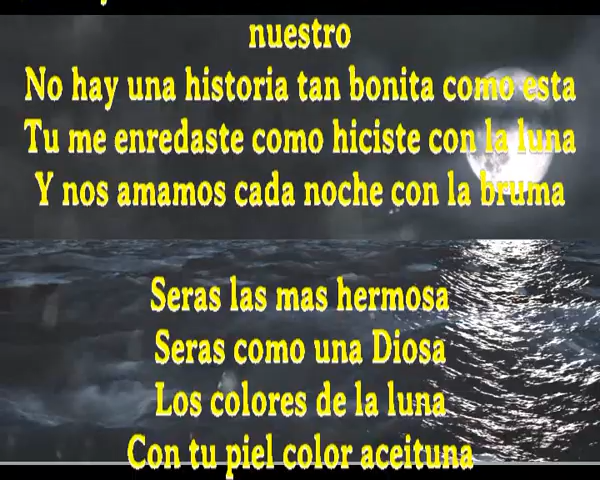 nuestro
No hay una historia tan bonita como esta
Tu me enredaste como hiciste con la luna
Y nos amamos cada noche con la bruma
Seras las mas hermosa
Seras como una Diosa
Los colores de la luna
Con tu piel color aceituna